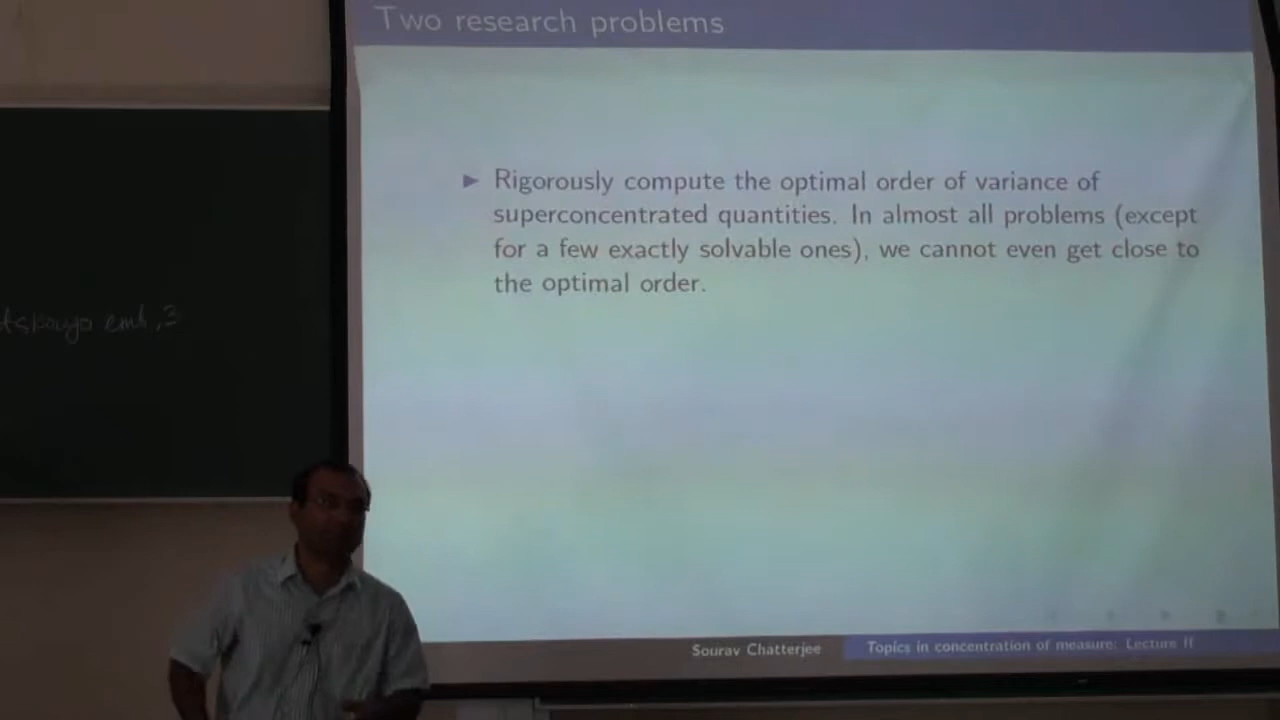 Two research problems
▶ Rigorously compute the optimal order of variance of
superconcentrated quantities. In almost all problems (except
for a few exactly solvable ones), we cannot even get close to
the optimal order.
Sourav Chatterjee
Topics in concentration of measure: Lecture II